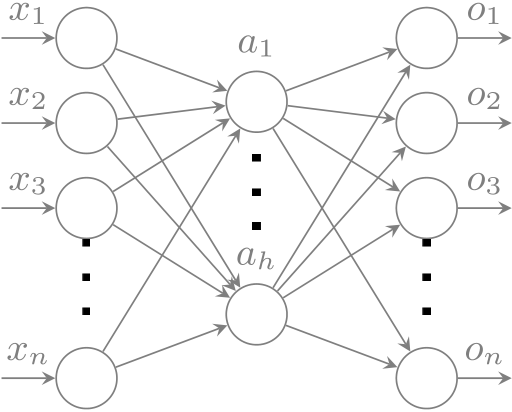 x₁
a₁
o₁
x₂
o₂
x₃
o₃
aₕ
xₙ
oₙ